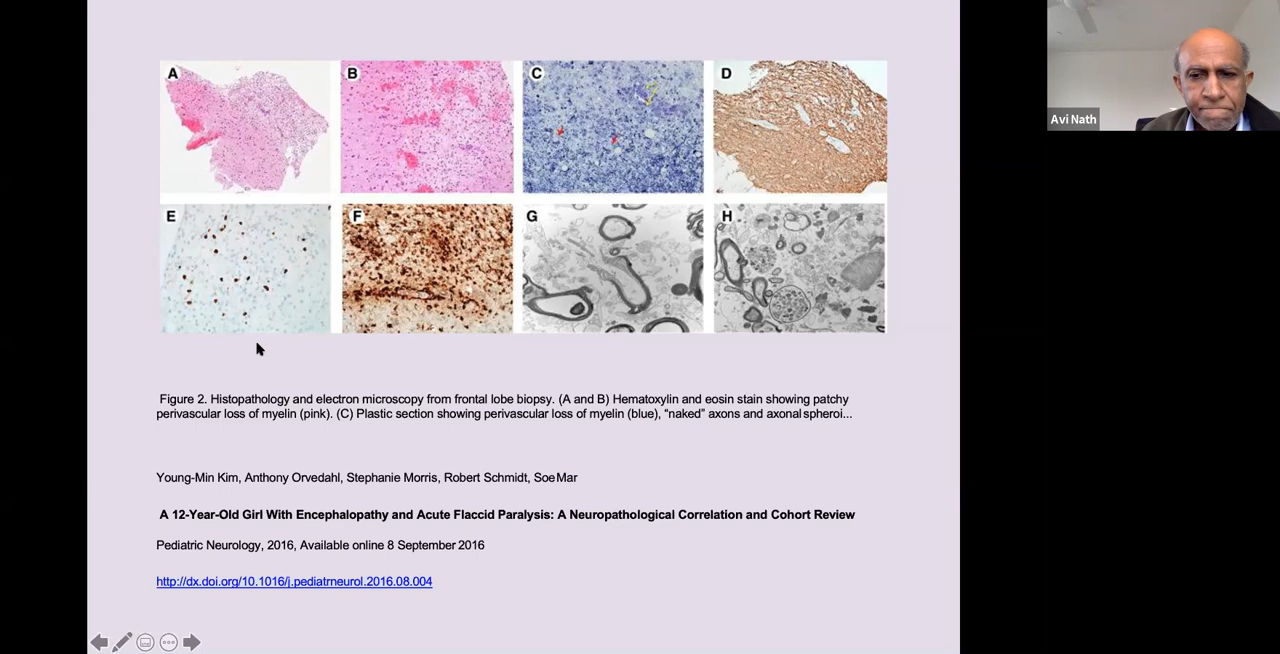 A
B
C
D
Avi Nath
E
F
G
H
Figure 2. Histopathology and electron microscopy from frontal lobe biopsy. (A and B) Hematoxylin and eosin stain showing patchy
perivascular loss of myelin (pink). (C) Plastic section showing perivascular loss of myelin (blue), “naked” axons and axonal spheroi...
Young-Min Kim, Anthony Orvedahl, Stephanie Morris, Robert Schmidt, Soe Mar
A 12-Year-Old Girl With Encephalopathy and Acute Flaccid Paralysis: A Neuropathological Correlation and Cohort Review
Pediatric Neurology, 2016, Available online 8 September 2016
http://dx.doi.org/10.1016/j.pediatrneurol.2016.08.004